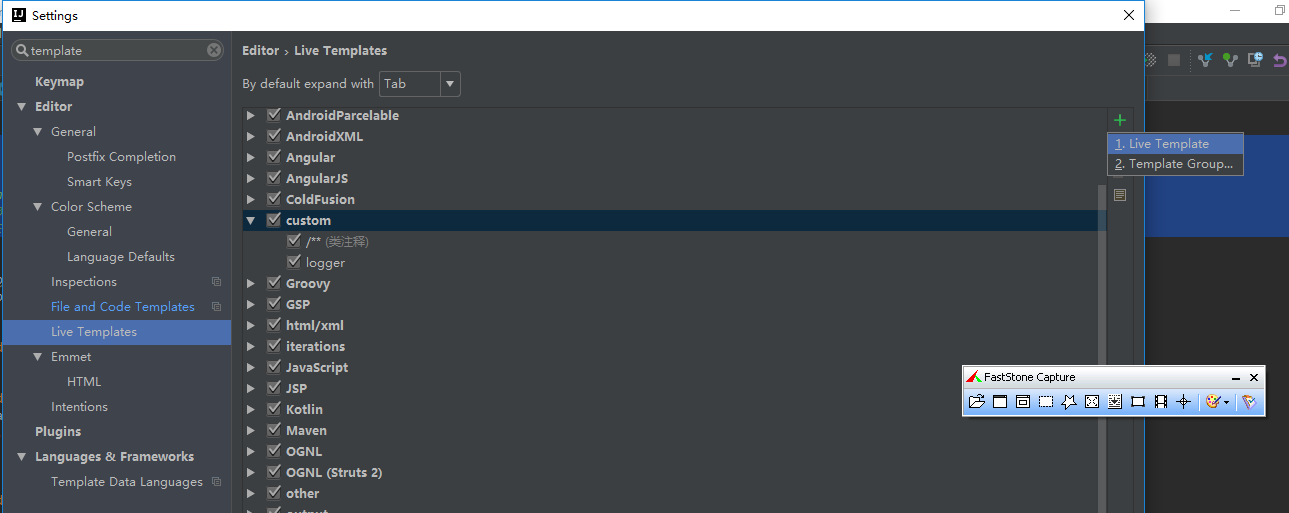 Settings
template
Keymap
Editor
General
Postfix Completion
Smart Keys
Color Scheme
General
Language Defaults
Inspections
File and Code Templates
Live Templates
Emmet
HTML
Intentions
Plugins
Languages & Frameworks
Template Data Languages
Editor › Live Templates
By default expand with Tab
AndroidParcelable
AndroidXML
Angular
AngularJS
ColdFusion
custom
/** (类注释)
logger
Groovy
GSP
html/xml
iterations
JavaScript
JSP
Kotlin
Maven
OGNL
OGNL (Struts 2)
other
output
1. Live Template
2. Template Group...
FastStone Capture